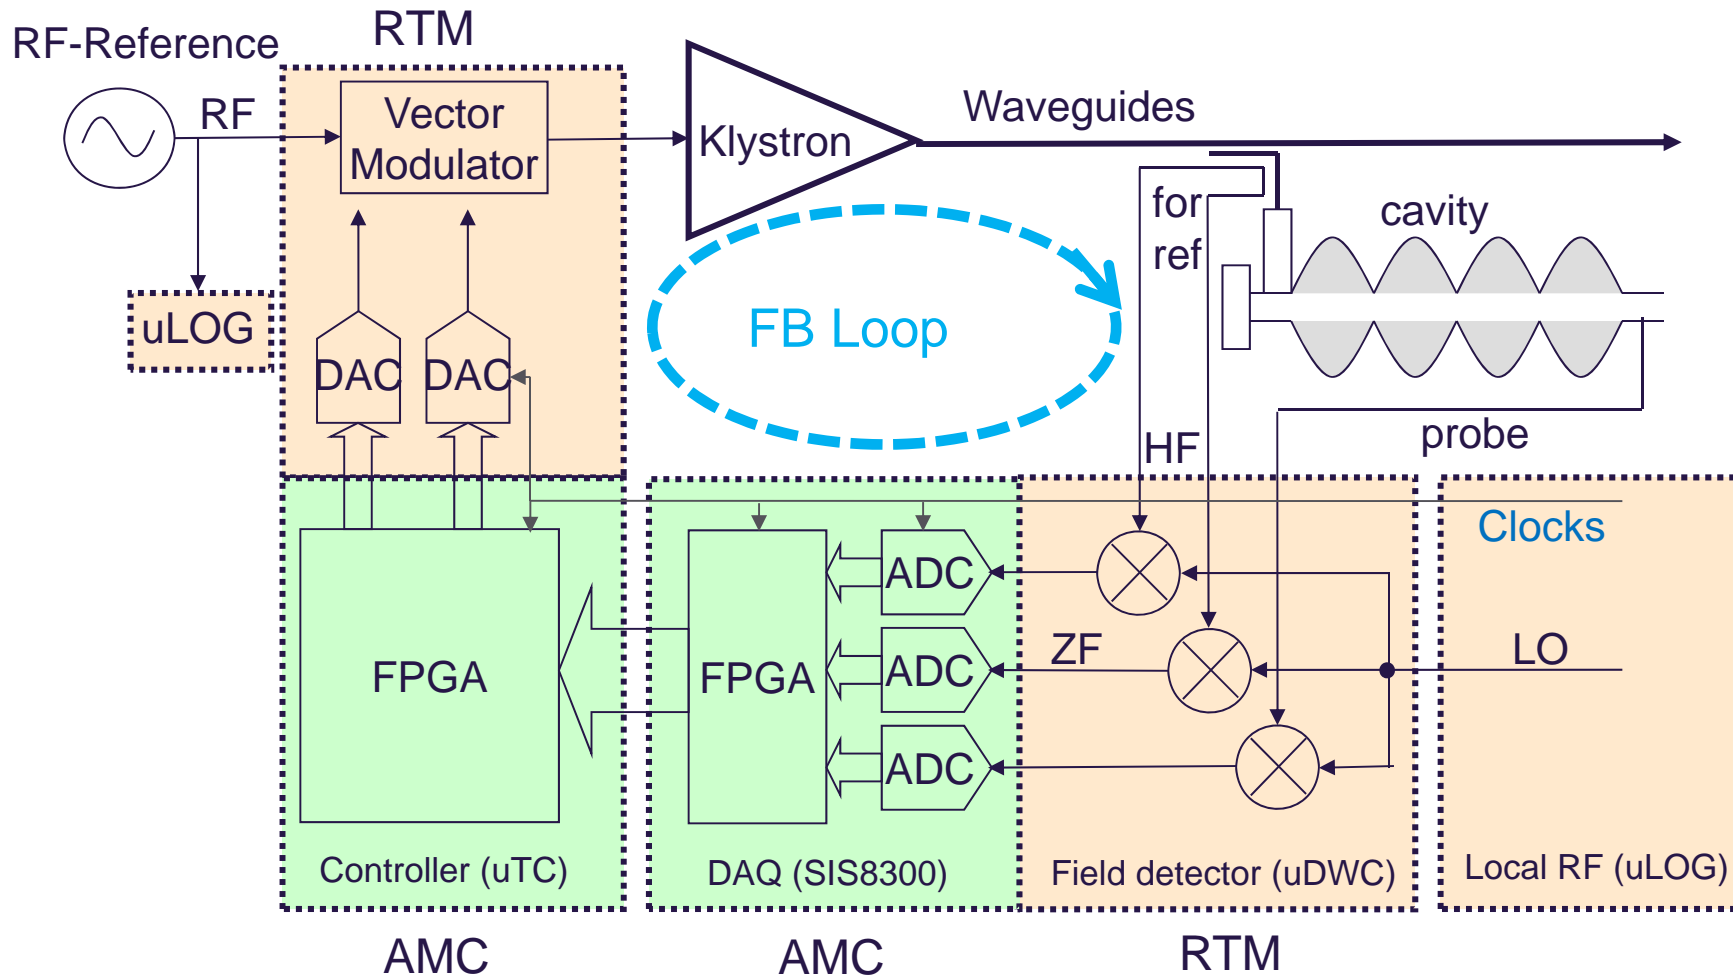 RTM
RF-Reference
RF
Vector
Modulator
Klystron
Waveguides
for
ref
cavity
uLOG
DAC
DAC
FB Loop
probe
HF
Clocks
FPGA
FPGA
ADC
ADC
ADC
ZF
LO
Controller (uTC)
DAQ (SIS8300)
Field detector (uDWC)
Local RF (uLOG)
AMC
AMC
RTM